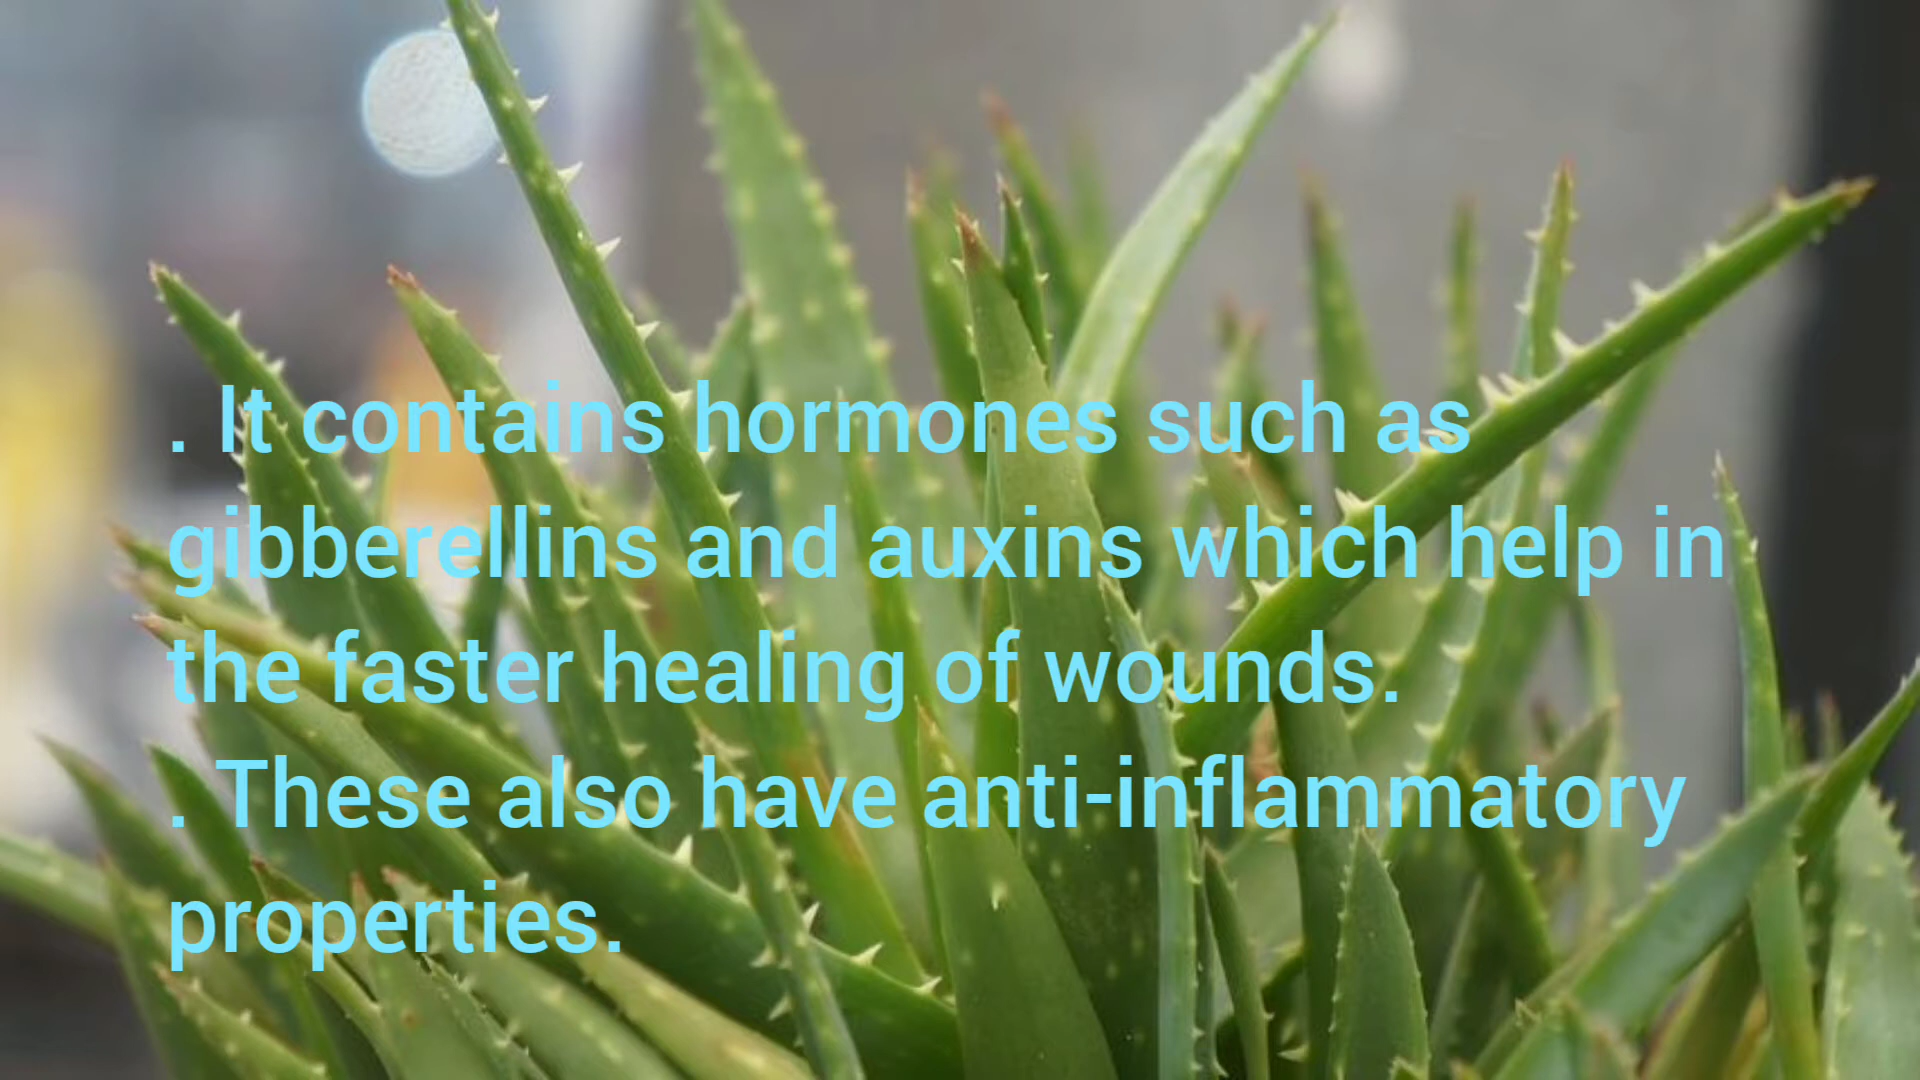 . It contains hormones such as
gibberellins and auxins which help in
the faster healing of wounds.
. These also have anti-inflammatory
properties.